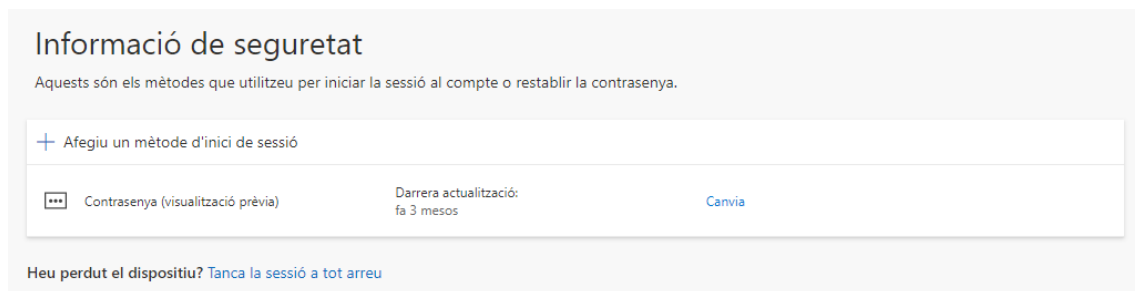 Informació de seguretat
Aquests són els mètodes que utilitzeu per iniciar la sessió al compte o restablir la contrasenya.
Afegiu un mètode d'inici de sessió
Contrasenya (visualització prèvia)
Darrera actualització:
fa 3 mesos
Canvia
Heu perdut el dispositiu? Tanca la sessió a tot arreu